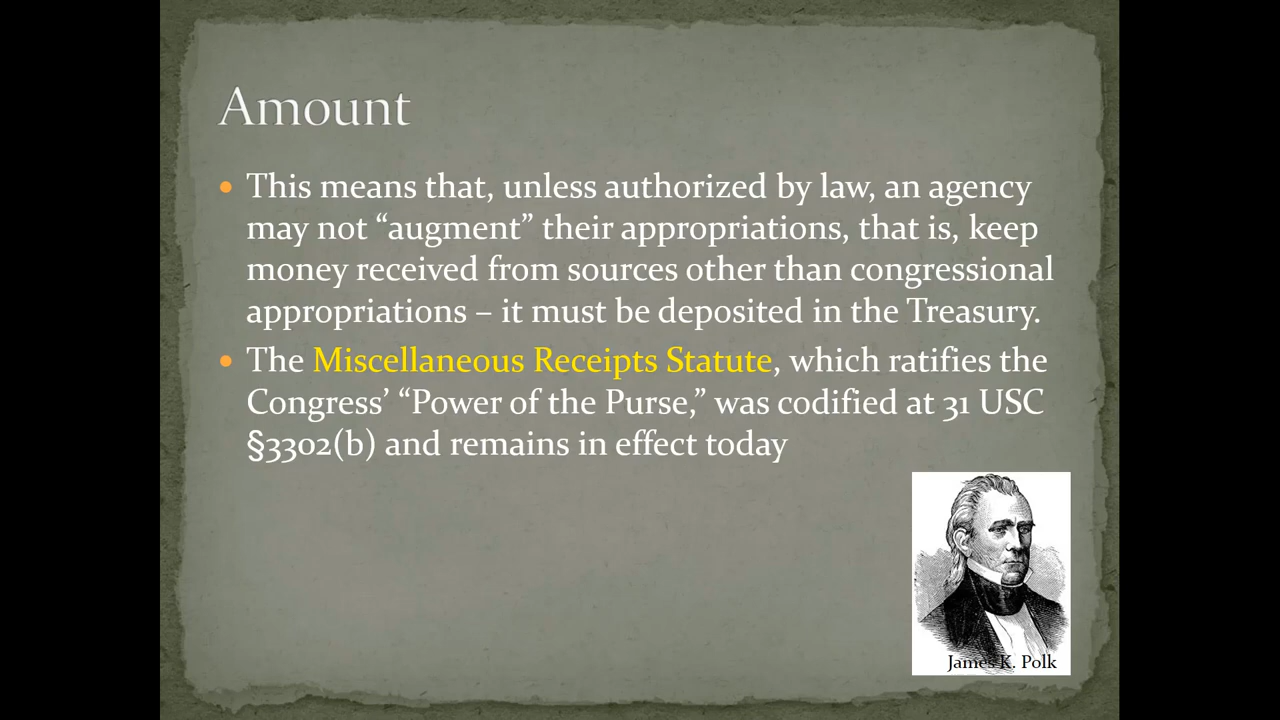 Amount
This means that, unless authorized by law, an agency
may not “augment” their appropriations, that is, keep
money received from sources other than congressional
appropriations – it must be deposited in the Treasury.
The Miscellaneous Receipts Statute, which ratifies the
Congress’ “Power of the Purse,” was codified at 31 USC
§3302(b) and remains in effect today
James K. Polk